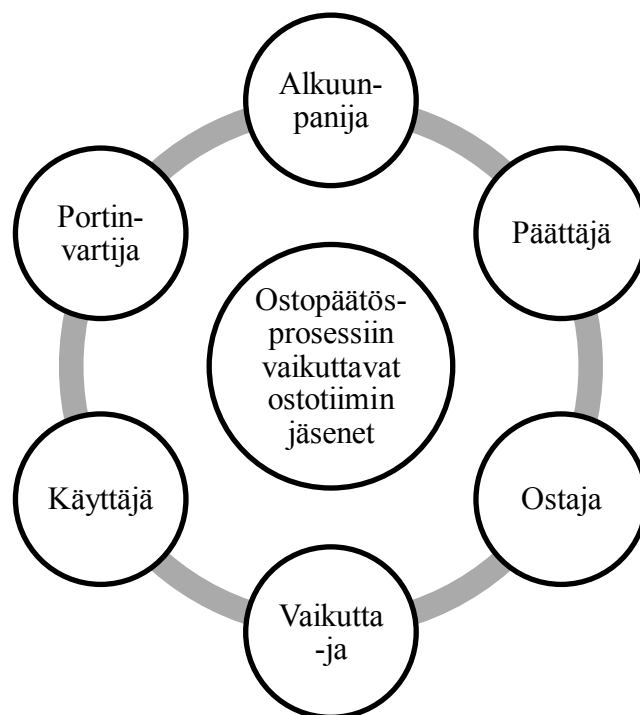 Alkuun-
panija
Päättäjä
Ostaja
Vaikutta
-ja
Käyttäjä
Portin-
vartija
Ostopäätös-
prosessiin
vaikuttavat
ostotiimin
jäsenet